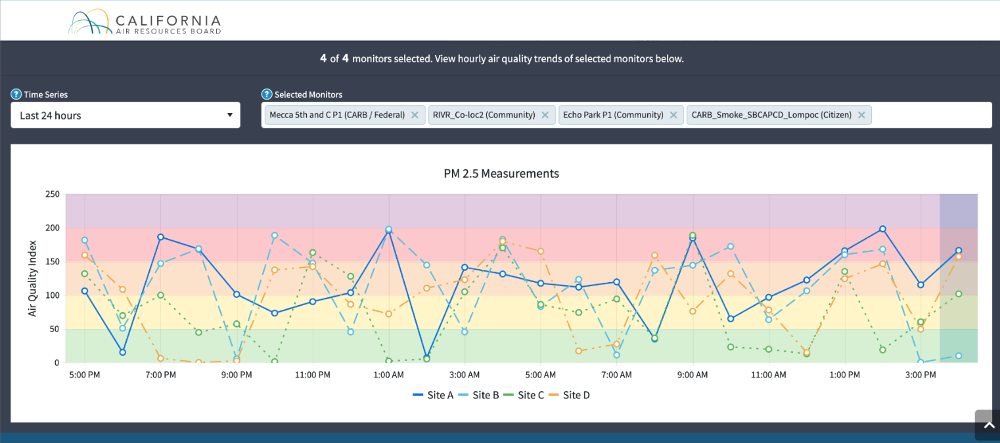 CALIFORNIA
AIR RESOURCES BOARD
4 of 4 monitors selected. View hourly air quality trends of selected monitors below.
? Time Series
? Selected Monitors
Last 24 hours
Mecca 5th and C P1 (CARB / Federal) ✕ RIVR_Co-loc2 (Community) ✕ Echo Park P1 (Community) ✕ CARB_Smoke_SBCAPCD_Lompoc (Citizen) ✕
PM 2.5 Measurements
Air Quality Index
250
200
150
100
50
0
5:00 PM 7:00 PM 9:00 PM 11:00 PM 1:00 AM 3:00 AM 5:00 AM 7:00 AM 9:00 AM 11:00 AM 1:00 PM 3:00 PM
Site A Site B Site C Site D